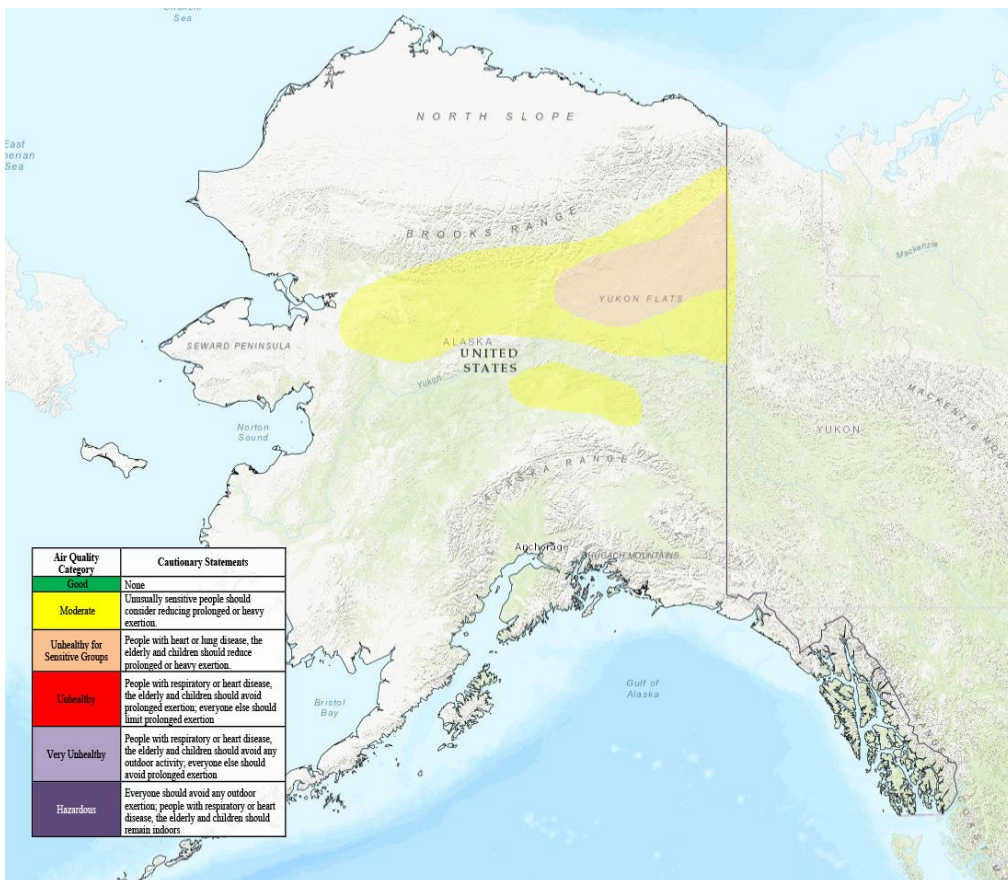 Sea
NORTH SLOPE
East
perian
Sea
BROOKS RANGE
Mackenzie
YUKON FLATS
SEWARD PENINSULA
ALASKA
UNITED
STATES
Yukon
MACKENZIE MO
Norton
Sound
YUKON
ALASKA RANGE
Anchorage
CHUGACH MOUNTAINS
Gulf of
Alaska
Bristol
Bay
Air Quality
Category
Cautionary Statements
Good
None
Moderate
Unusually sensitive people should
consider reducing prolonged or heavy
exertion.
Unhealthy for
Sensitive Groups
People with heart or lung disease, the
elderly and children should reduce
prolonged or heavy exertion.
Unhealthy
People with respiratory or heart disease,
the elderly and children should avoid
prolonged exertion; everyone else should
limit prolonged exertion
Very Unhealthy
People with respiratory or heart disease,
the elderly and children should avoid any
outdoor activity; everyone else should
avoid prolonged exertion
Hazardous
Everyone should avoid any outdoor
exertion; people with respiratory or heart
disease, the elderly and children should
remain indoors